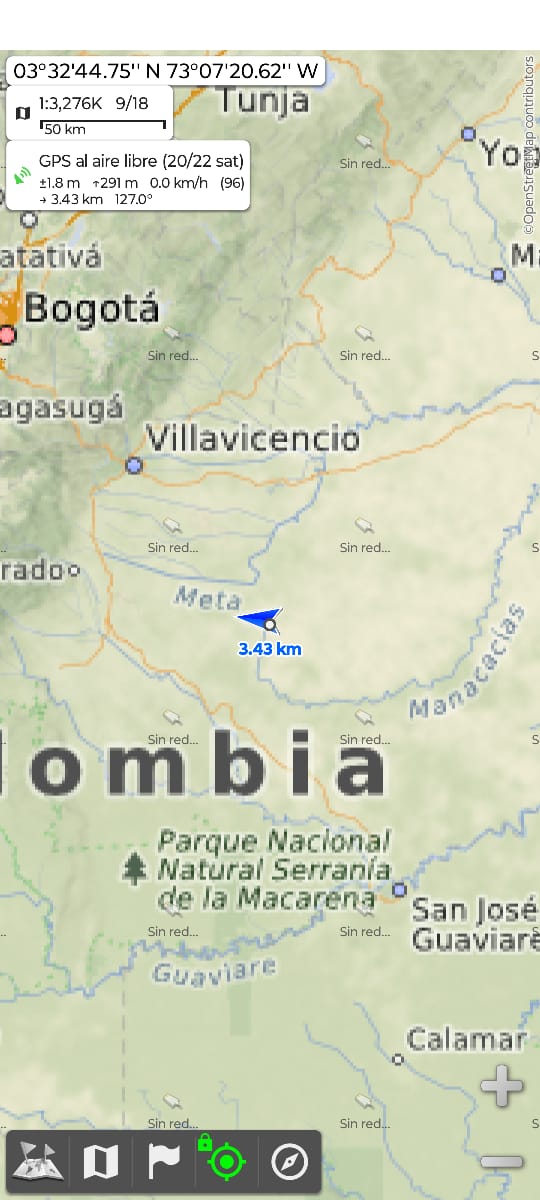 03°32'44.75'' N 73°07'20.62'' W
1:3,276K 9/18
50 km
GPS al aire libre (20/22 sat)
±1.8 m ↑291 m 0.0 km/h (96)
→ 3.43 km 127.0°
©OpenStreetMap contributors
Tunja
Yop
Sin red...
atativá
Ma
Bogotá
Sin red...
Sin red...
S
agasugá
Villavicencio
Sin red...
Sin red...
S
rado
Meta
3.43 km
Manacacías
Sin red...
Sin red...
S
lombia
Parque Nacional
Natural Serranía
de la Macarena
San José
Guaviare
Sin red...
Sin red...
Guaviare
Calamar
Sin red...
Sin red...
S